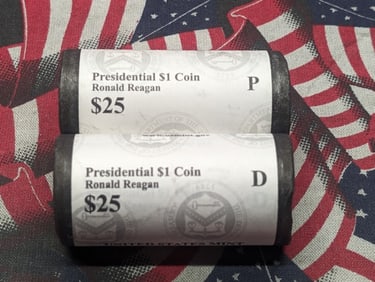 Presidential $1 Coin
Ronald Reagan
$25
P
Presidential $1 Coin
Ronald Reagan
$25
D
UNITED STATES MINT